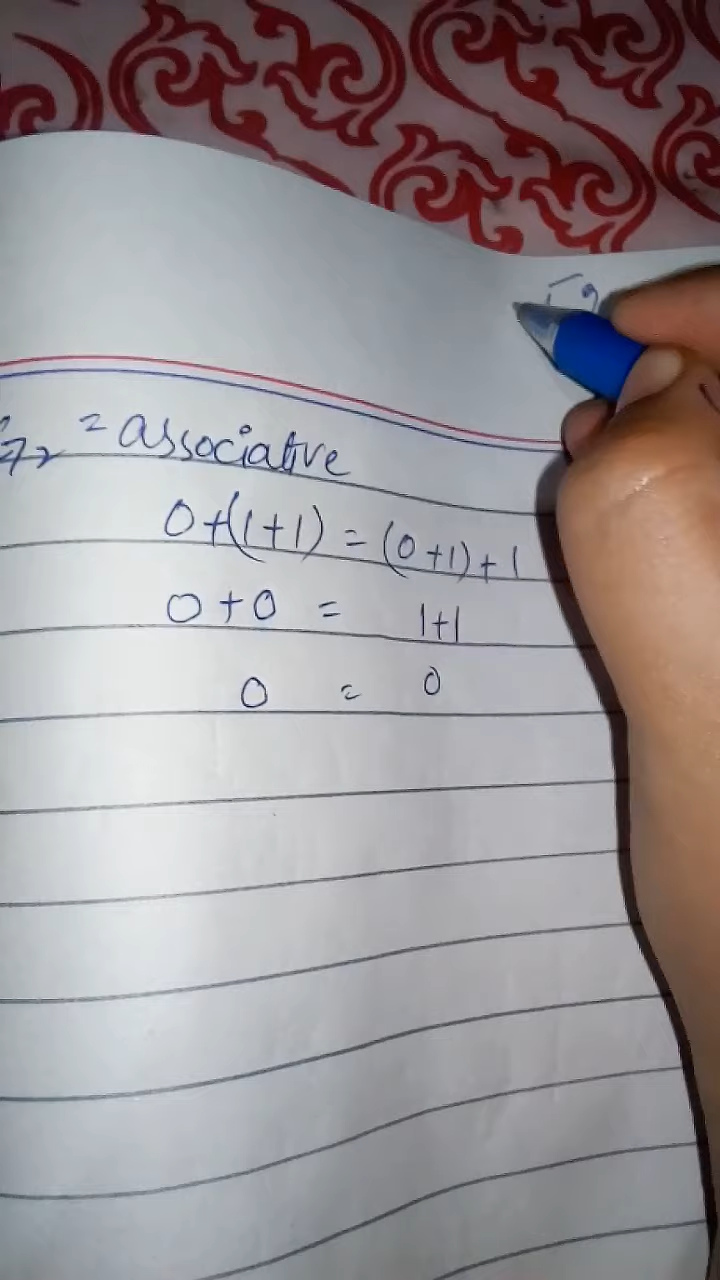 = associative
0+(1+1) = (0+1)+1
0+0 = 1+1
0 = 0